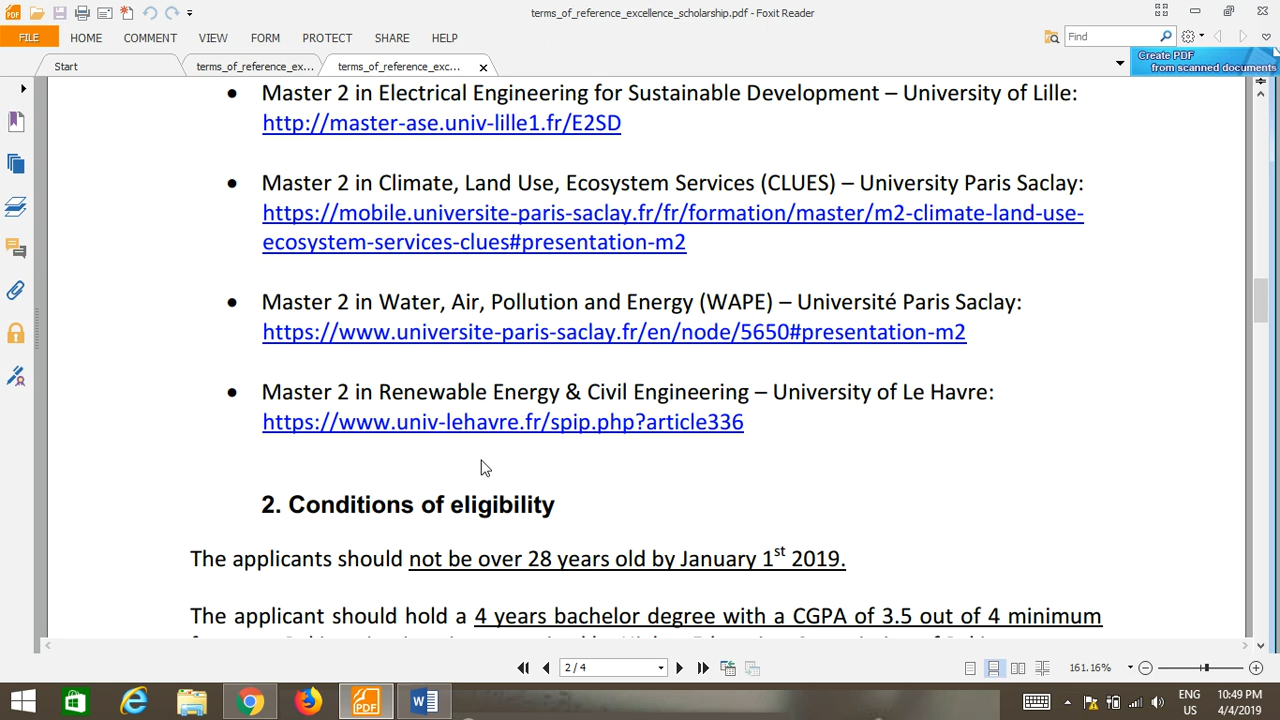 terms_of_reference_excellence_scholarship.pdf - Foxit Reader
FILE HOME COMMENT VIEW FORM PROTECT SHARE HELP Find
Start terms_of_reference_ex... terms_of_reference_exc...
Create PDF
from scanned documents
• Master 2 in Electrical Engineering for Sustainable Development – University of Lille:
http://master-ase.univ-lille1.fr/E2SD
• Master 2 in Climate, Land Use, Ecosystem Services (CLUES) – University Paris Saclay:
https://mobile.universite-paris-saclay.fr/fr/formation/master/m2-climate-land-use-
ecosystem-services-clues#presentation-m2
• Master 2 in Water, Air, Pollution and Energy (WAPE) – Université Paris Saclay:
https://www.universite-paris-saclay.fr/en/node/5650#presentation-m2
• Master 2 in Renewable Energy & Civil Engineering – University of Le Havre:
https://www.univ-lehavre.fr/spip.php?article336
2. Conditions of eligibility
The applicants should not be over 28 years old by January 1st 2019.
The applicant should hold a 4 years bachelor degree with a CGPA of 3.5 out of 4 minimum
2 / 4 161.16%
ENG 10:49 PM
US 4/4/2019